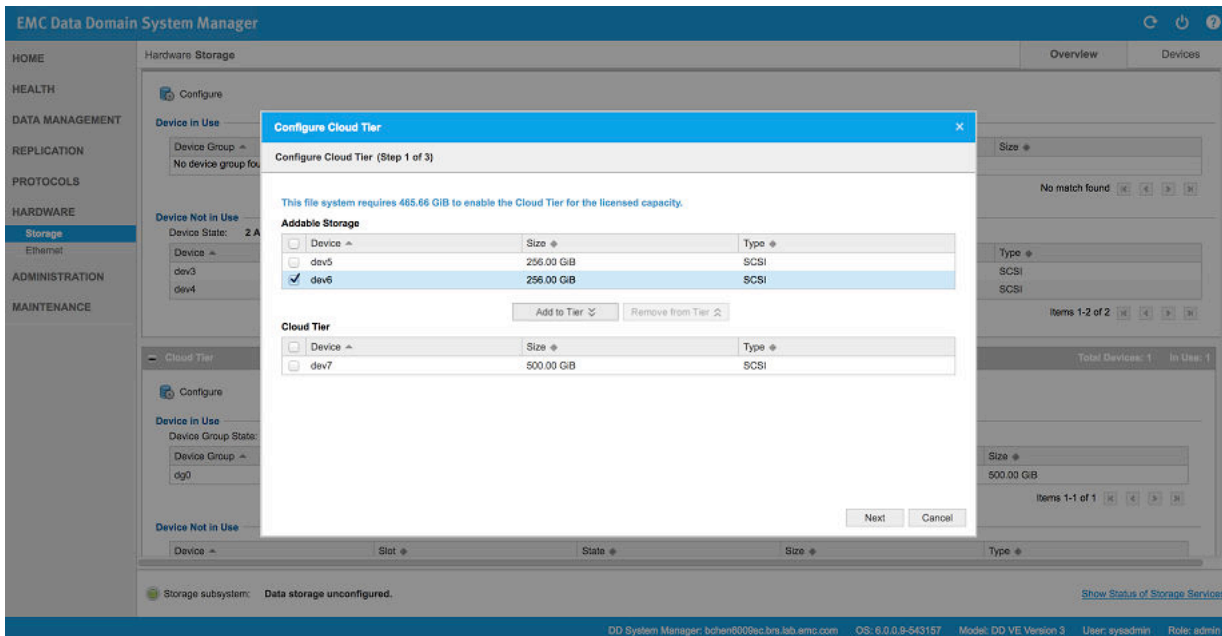 EMC Data Domain System Manager
HOME
HEALTH
DATA MANAGEMENT
REPLICATION
PROTOCOLS
HARDWARE
Storage
Ethernet
ADMINISTRATION
MAINTENANCE
Hardware Storage
Overview
Devices
Configure
Device in Use
Device Group
Size
No device group fou
No match found
Device Not in Use
Device State: 2 A
Device
Type
dev3
SCSI
dev4
SCSI
Items 1-2 of 2
Configure Cloud Tier
Configure Cloud Tier (Step 1 of 3)
This file system requires 465.66 GiB to enable the Cloud Tier for the licensed capacity.
Addable Storage
Device Size Type
dev5 256.00 GiB SCSI
dev6 256.00 GiB SCSI
Add to Tier Remove from Tier
Cloud Tier
Device Size Type
dev7 500.00 GiB SCSI
Next Cancel
Cloud Tier
Total Devices: 1 In Use: 1
Configure
Device in Use
Device Group State:
Device Group
Size
dg0
500.00 GiB
Items 1-1 of 1
Device Not in Use
Device Slot State Size Type
Storage subsystem: Data storage unconfigured.
Show Status of Storage Services
DD System Manager: bchen6009ec.brs.lab.emc.com OS: 6.0.0.9-543157 Model: DD VE Version 3 User: sysadmin Role: admin